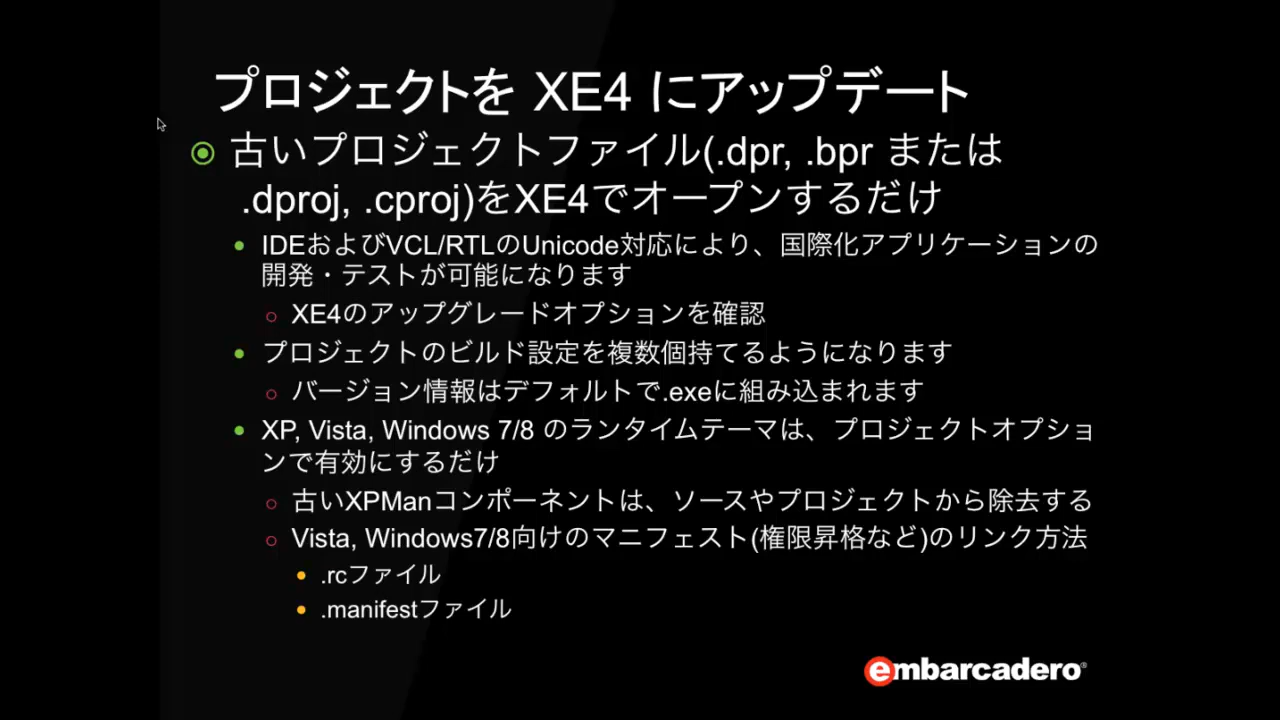 プロジェクトを XE4 にアップデート
古いプロジェクトファイル(.dpr, .bpr または
.dproj, .cproj)をXE4でオープンするだけ
IDEおよびVCL/RTLのUnicode対応により、国際化アプリケーションの
開発・テストが可能になります
XE4のアップグレードオプションを確認
プロジェクトのビルド設定を複数個持てるようになります
バージョン情報はデフォルトで.exeに組み込まれます
XP, Vista, Windows 7/8 のランタイムテーマは、プロジェクトオプショ
ンで有効にするだけ
古いXPManコンポーネントは、ソースやプロジェクトから除去する
Vista, Windows7/8向けのマニフェスト(権限昇格など)のリンク方法
.rcファイル
.manifestファイル
embarcadero®